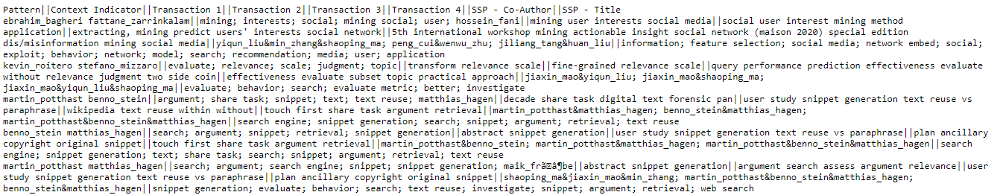 Pattern||Context Indicator||Transaction 1||Transaction 2||Transaction 3||Transaction 4||SSP - Co-Author||SSP - Title
ebrahim_bagheri fattane_zarrinkalam||mining; interests; social; mining social; user; hossein_fani||mining user interests social media||social user interest mining method
application||extracting, mining predict users' interests social network||5th international workshop mining actionable insight social network (maison 2020) special edition
dis/misinformation mining social media||yiqun_liu&min_zhang&shaoping_ma; peng_cui&wenwu_zhu; jiliang_tang&huan_liu||information; feature selection; social media; network embed; social;
exploit; behavior; network; model; search; recommendation; media; user; application
kevin_roitero stefano_mizzaro||evaluate; relevance; scale; judgment; topic||transform relevance scale||fine-grained relevance scale||query performance prediction effectiveness evaluate
without relevance judgment two side coin||effectiveness evaluate subset topic practical approach||jiaxin_mao&yiqun_liu; jiaxin_mao&shaoping_ma;
jiaxin_mao&yiqun_liu&shaoping_ma||evaluate; behavior; search; evaluate metric; better; investigate
martin_potthast benno_stein||argument; share task; snippet; text; text reuse; matthias_hagen||decade share task digital text forensic pan||user study snippet generation text reuse vs
paraphrase||wikipedia text reuse within without||touch first share task argument retrieval||martin_potthast&matthias_hagen; benno_stein&matthias_hagen;
martin_potthast&benno_stein&matthias_hagen||search engine; snippet generation; search; snippet; argument; retrieval; text reuse
benno_stein matthias_hagen||search; argument; snippet; retrieval; snippet generation||abstract snippet generation||user study snippet generation text reuse vs paraphrase||plan ancillary
copyright original snippet||touch first share task argument retrieval||martin_potthast&benno_stein; martin_potthast&matthias_hagen; martin_potthast&benno_stein&matthias_hagen||search
engine; snippet generation; text; share task; search; snippet; argument; retrieval; text reuse
martin_potthast matthias_hagen||search; argument; search engine; snippet; snippet generation; ||abstract snippet generation||argument search assess argument relevance||user
study snippet generation text reuse vs paraphrase||plan ancillary copyright original snippet||shaoping_ma&jiaxin_mao&min_zhang; martin_potthast&benno_stein&matthias_hagen;
benno_stein&matthias_hagen||snippet generation; evaluate; behavior; search; text reuse; investigate; snippet; argument; retrieval; web search